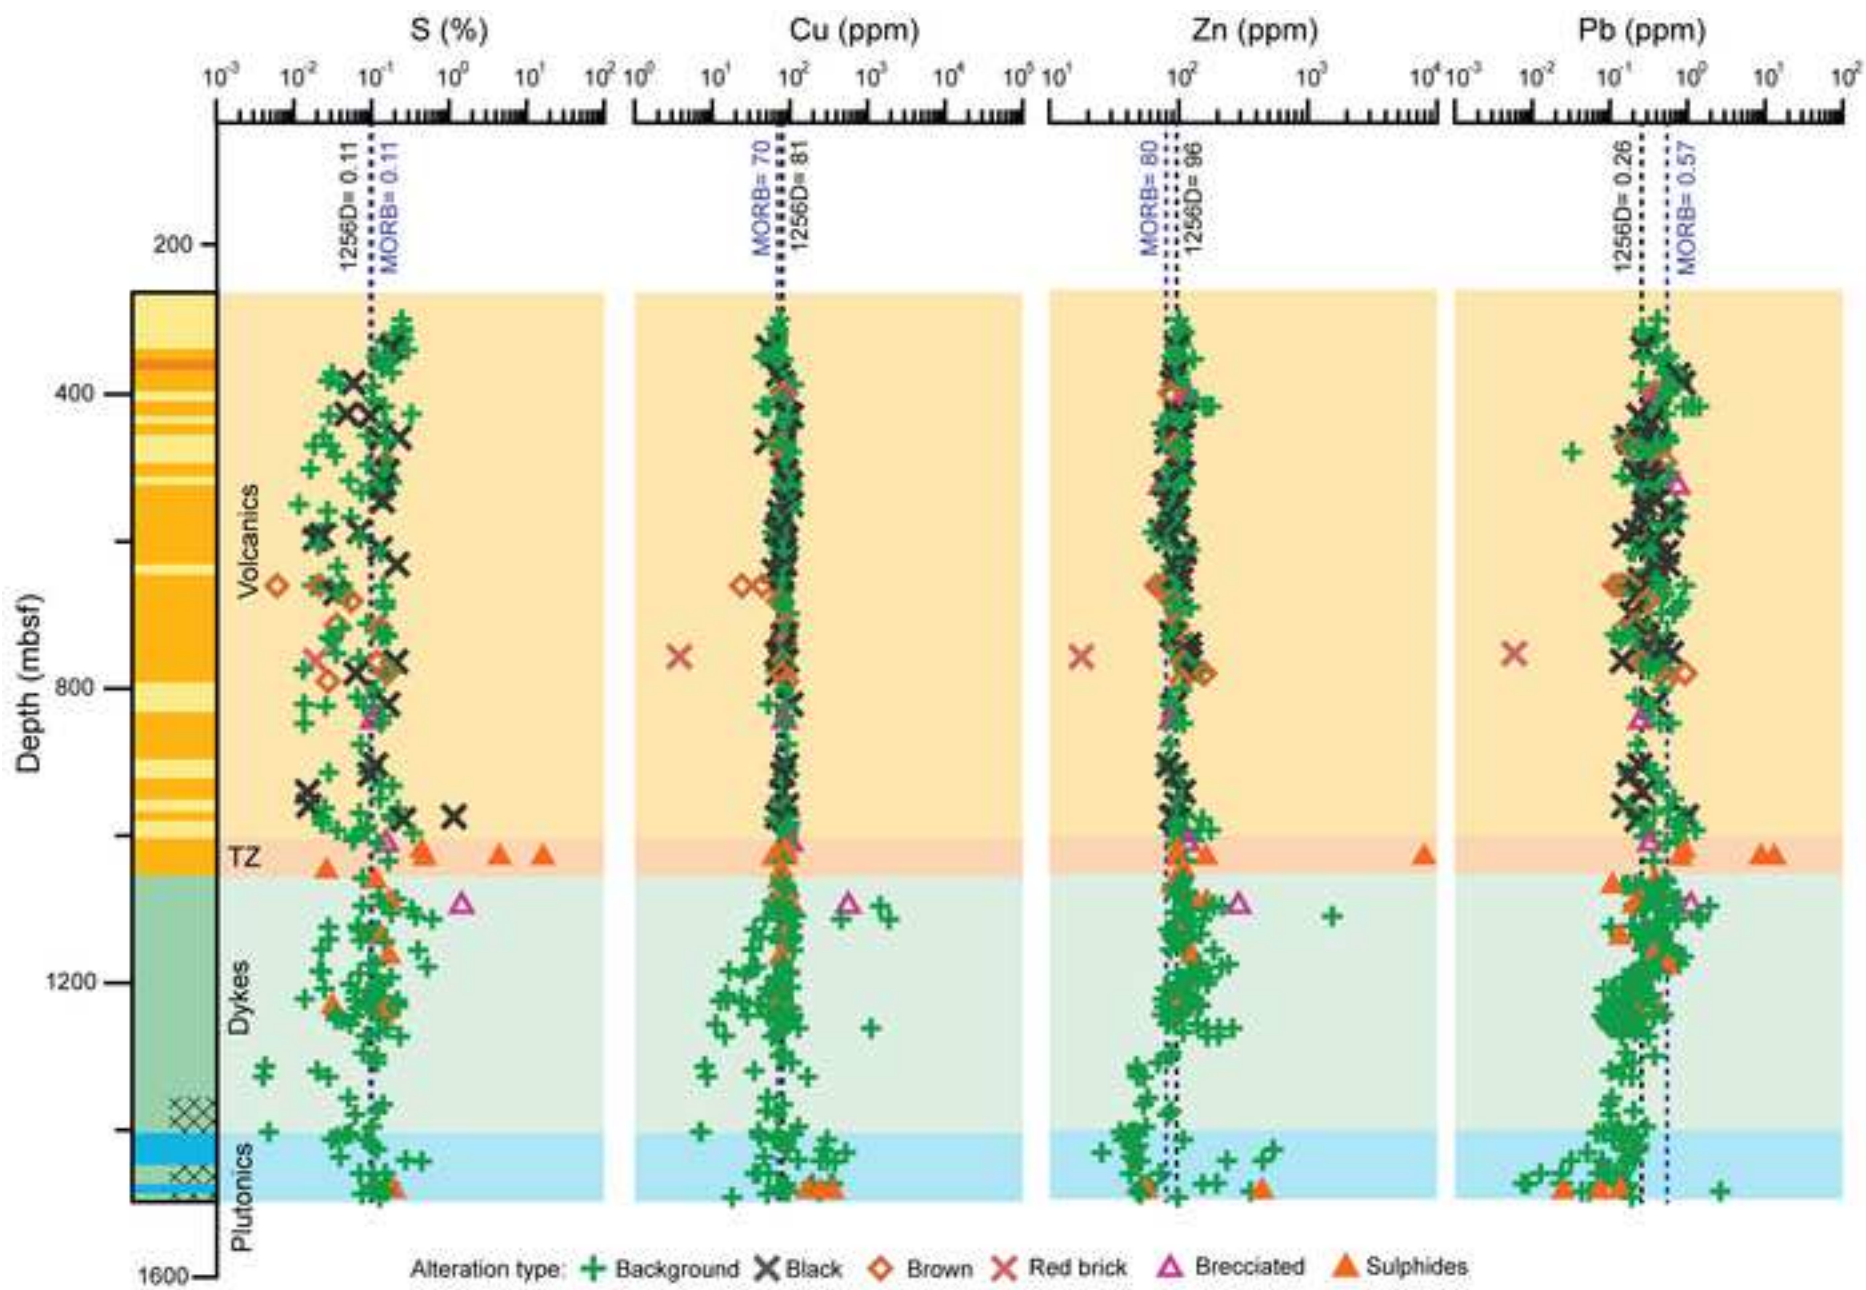 S (%) Cu (ppm) Zn (ppm) Pb (ppm)
10-3 10-2 10-1 100 101 102 100 101 102 103 104 105 101 102 103 104 10-3 10-2 10-1 100 101 102
1256D= 0.11
MORB= 0.11
MORB= 70
1256D= 81
MORB= 80
1256D= 96
1256D= 0.26
MORB= 0.57
Depth (mbsf)
200
400
800
1200
1600
Volcanics
TZ
Dykes
Plutonics
Alteration type: Background Black Brown Red brick Brecciated Sulphides